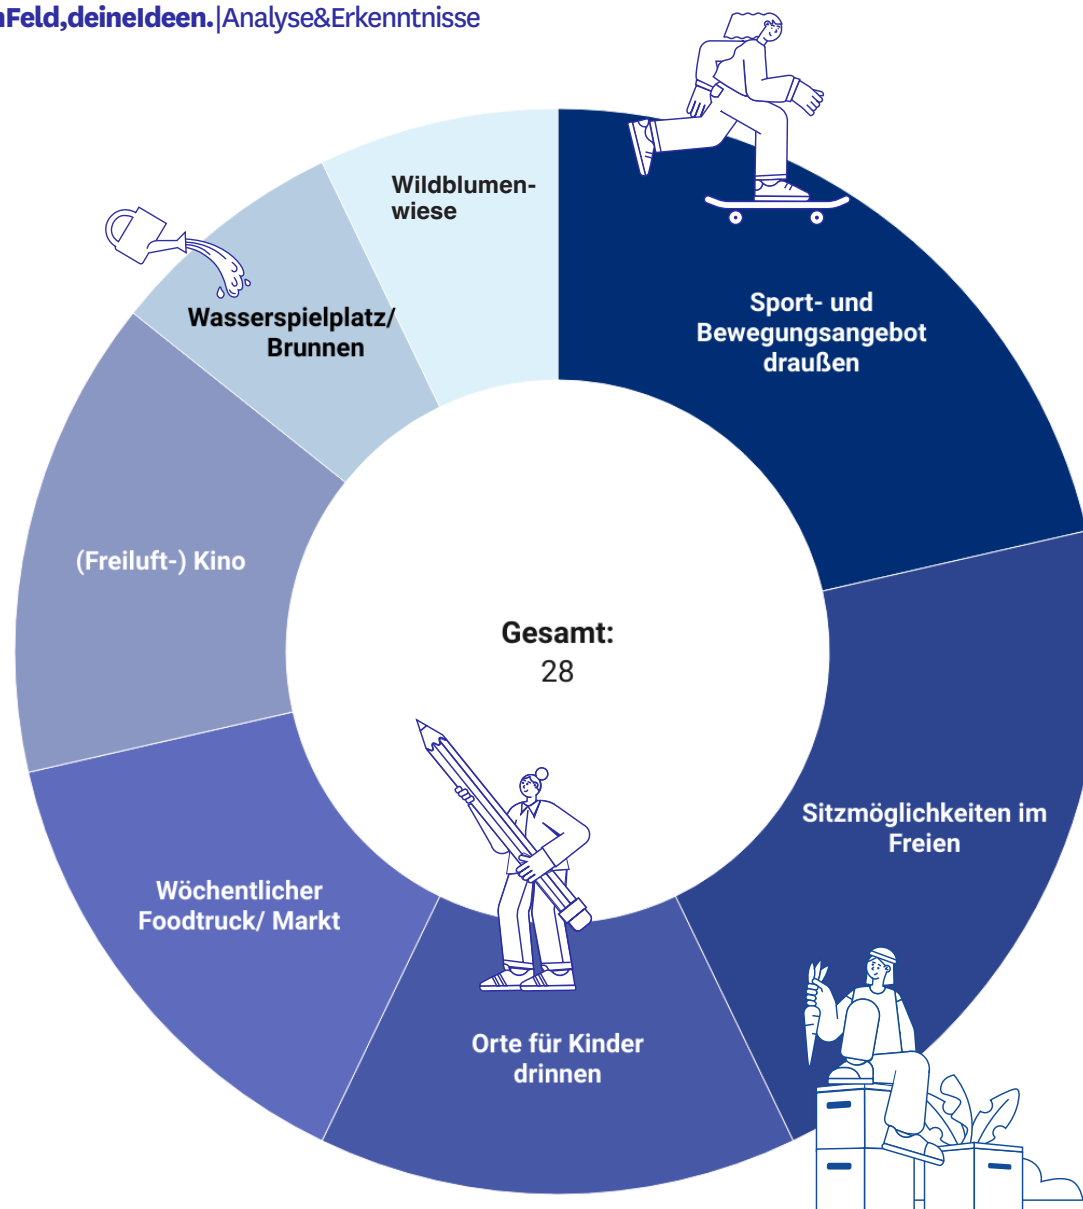 Feld,deineIdeen.|Analyse&Erkenntnisse
Wildblumen-
wiese
Sport- und
Bewegungsangebot
draußen
Wasserspielplatz/
Brunnen
(Freiluft-) Kino
Gesamt:
28
Sitzmöglichkeiten im
Freien
Wöchentlicher
Foodtruck/ Markt
Orte für Kinder
drinnen